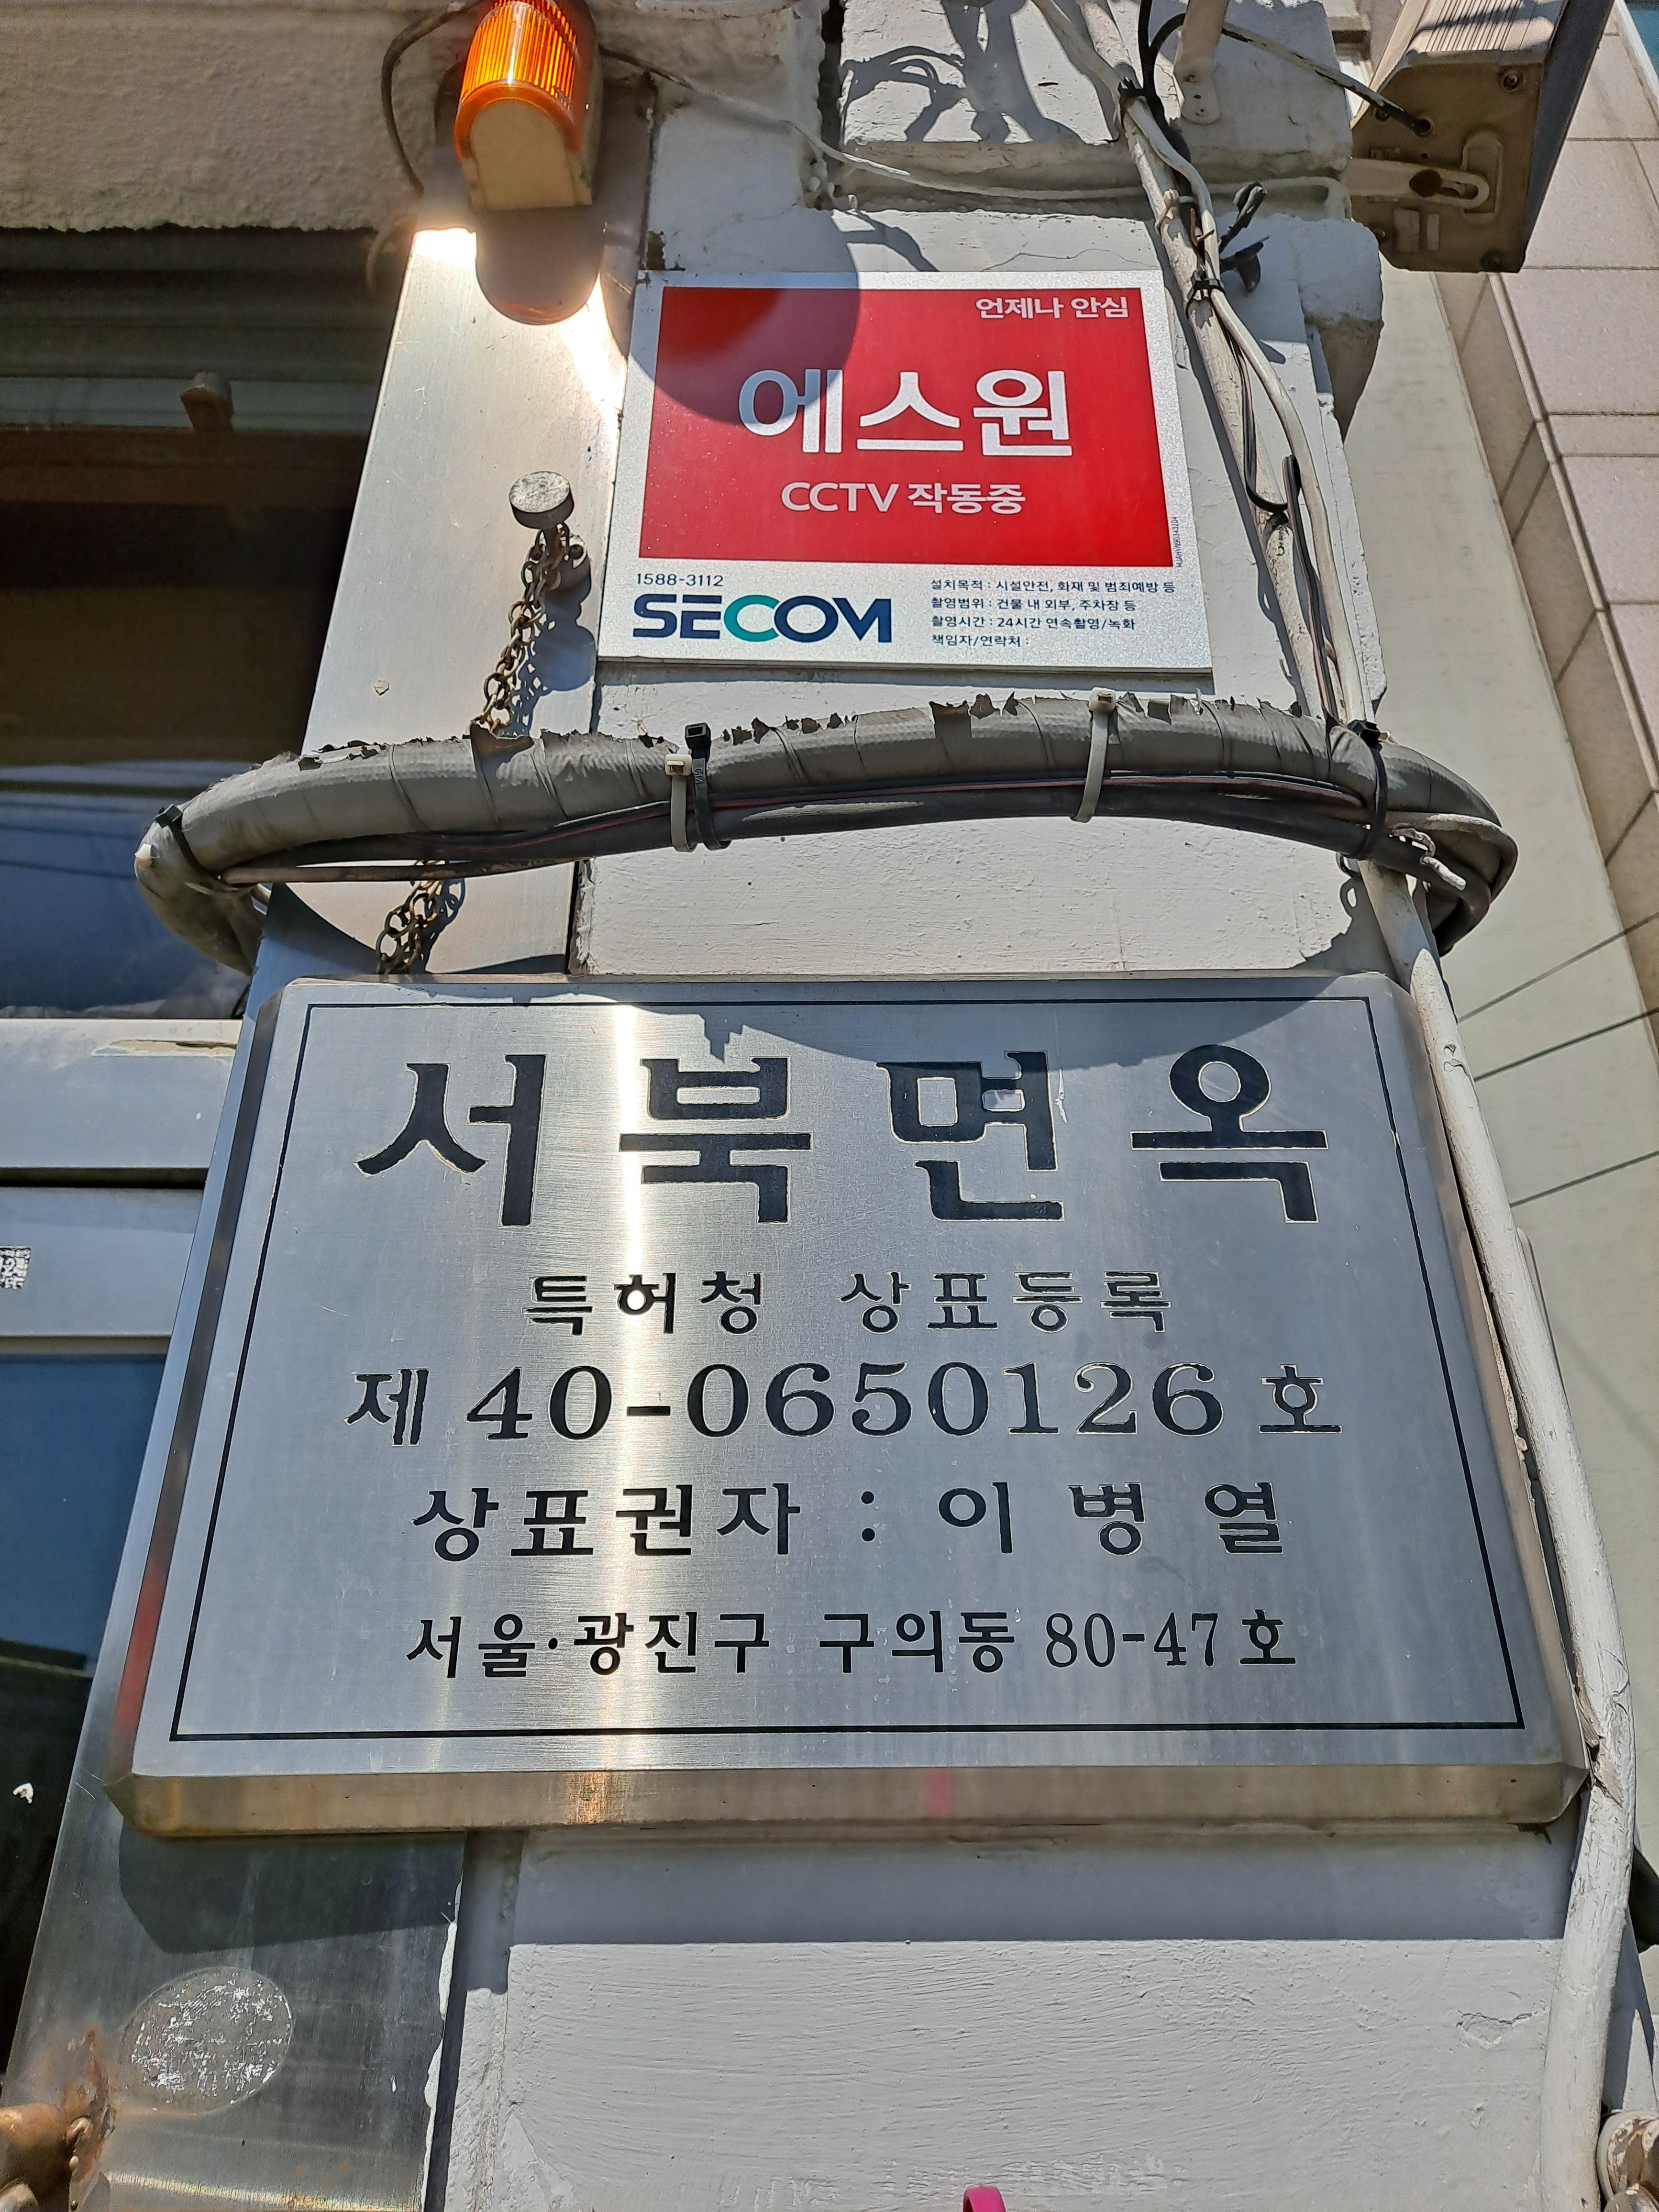 언제나 안심
에스원
CCTV 작동중
1588-3112
SECOM
설치목적 : 시설안전, 화재 및 범죄예방 등
촬영범위 : 건물 내 외부, 주차장 등
촬영시간 : 24시간 연속촬영/녹화
책임자/연락처 :
서북면옥
특허청 상표등록
제 40-0650126 호
상표권자 : 이 병 열
서울·광진구 구의동 80-47호